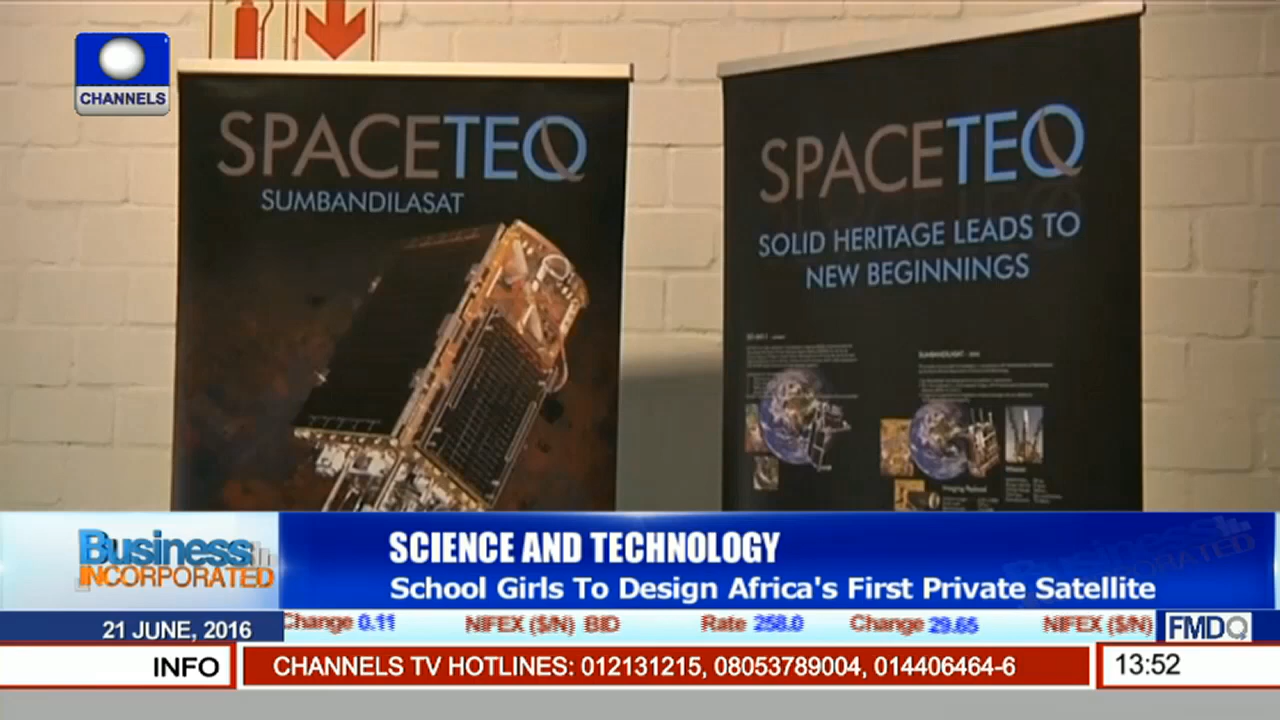 CHANNELS
SPACETEQ
SUMBANDILASAT
SPACETEQ
SOLID HERITAGE LEADS TO
NEW BEGINNINGS
Business
INCORPORATED
SCIENCE AND TECHNOLOGY
School Girls To Design Africa's First Private Satellite
21 JUNE, 2016
Change 0.11 NIFEX ($/N) BID Rate 258.0 Change 29.65 NIFEX ($/N)
FMDQ
INFO
CHANNELS TV HOTLINES: 012131215, 08053789004, 014406464-6
13:52